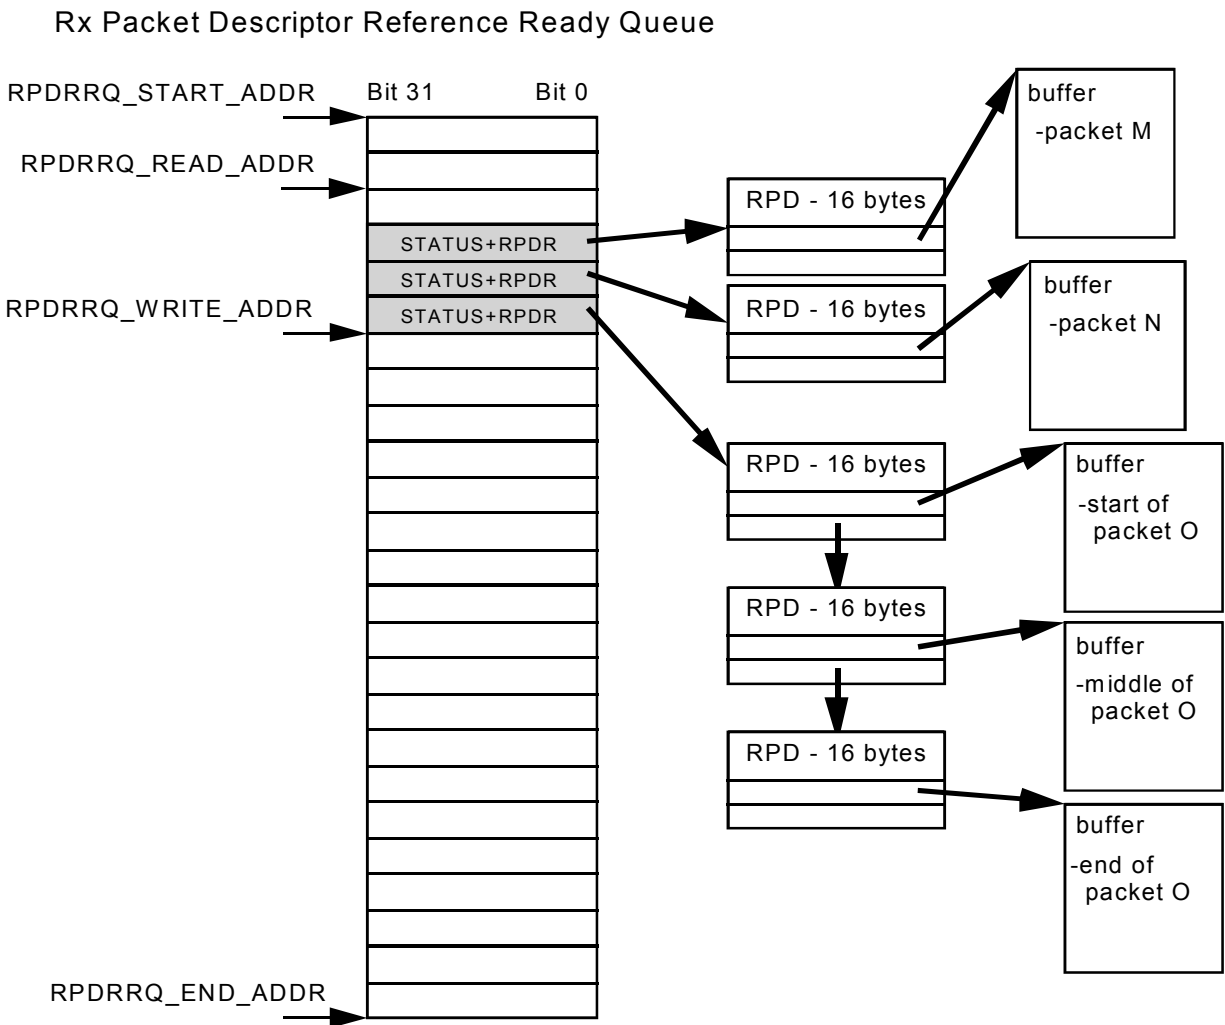 Rx Packet Descriptor Reference Ready Queue
RPDRRQ_START_ADDR
Bit 31 Bit 0
RPDRRQ_READ_ADDR
RPDRRQ_WRITE_ADDR
RPDRRQ_END_ADDR
STATUS+RPDR
STATUS+RPDR
STATUS+RPDR
RPD - 16 bytes
RPD - 16 bytes
RPD - 16 bytes
RPD - 16 bytes
RPD - 16 bytes
buffer
-packet M
buffer
-packet N
buffer
-start of
packet O
buffer
-middle of
packet O
buffer
-end of
packet O